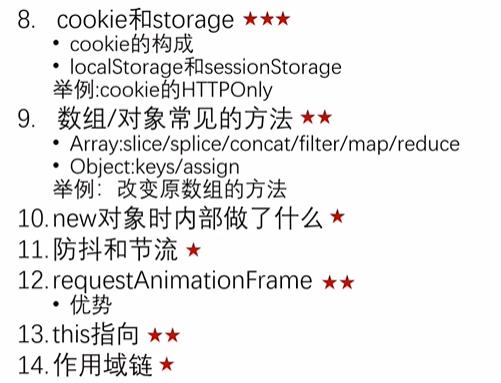 8. cookie和storage ★★★
• cookie的构成
• localStorage和sessionStorage
举例:cookie的HTTPOnly
9. 数组/对象常见的方法 ★★
• Array:slice/splice/concat/filter/map/reduce
• Object:keys/assign
举例：改变原数组的方法
10.new对象时内部做了什么 ★
11.防抖和节流 ★
12.requestAnimationFrame ★★
• 优势
13.this指向 ★★
14.作用域链 ★